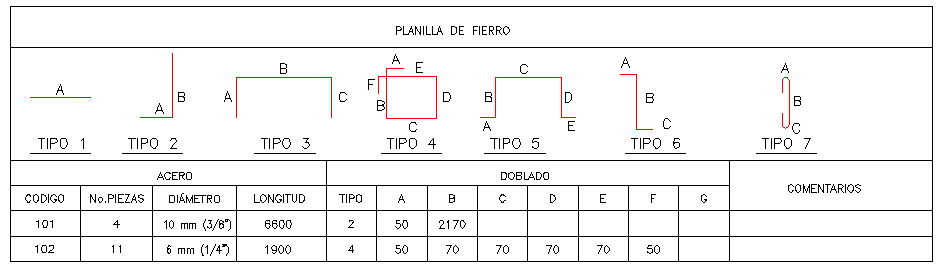 PLANILLA DE FIERRO
A
TIPO 1
A B
TIPO 2
A B C
TIPO 3
A E F B D C
TIPO 4
C B D A E
TIPO 5
A B C
TIPO 6
A B C
TIPO 7
ACERO DOBLADO COMENTARIOS
CODIGO No.PIEZAS DIÁMETRO LONGITUD TIPO A B C D E F G
101 4 10 mm (3/8") 6600 2 50 2170
102 11 6 mm (1/4") 1900 4 50 70 70 70 70 50